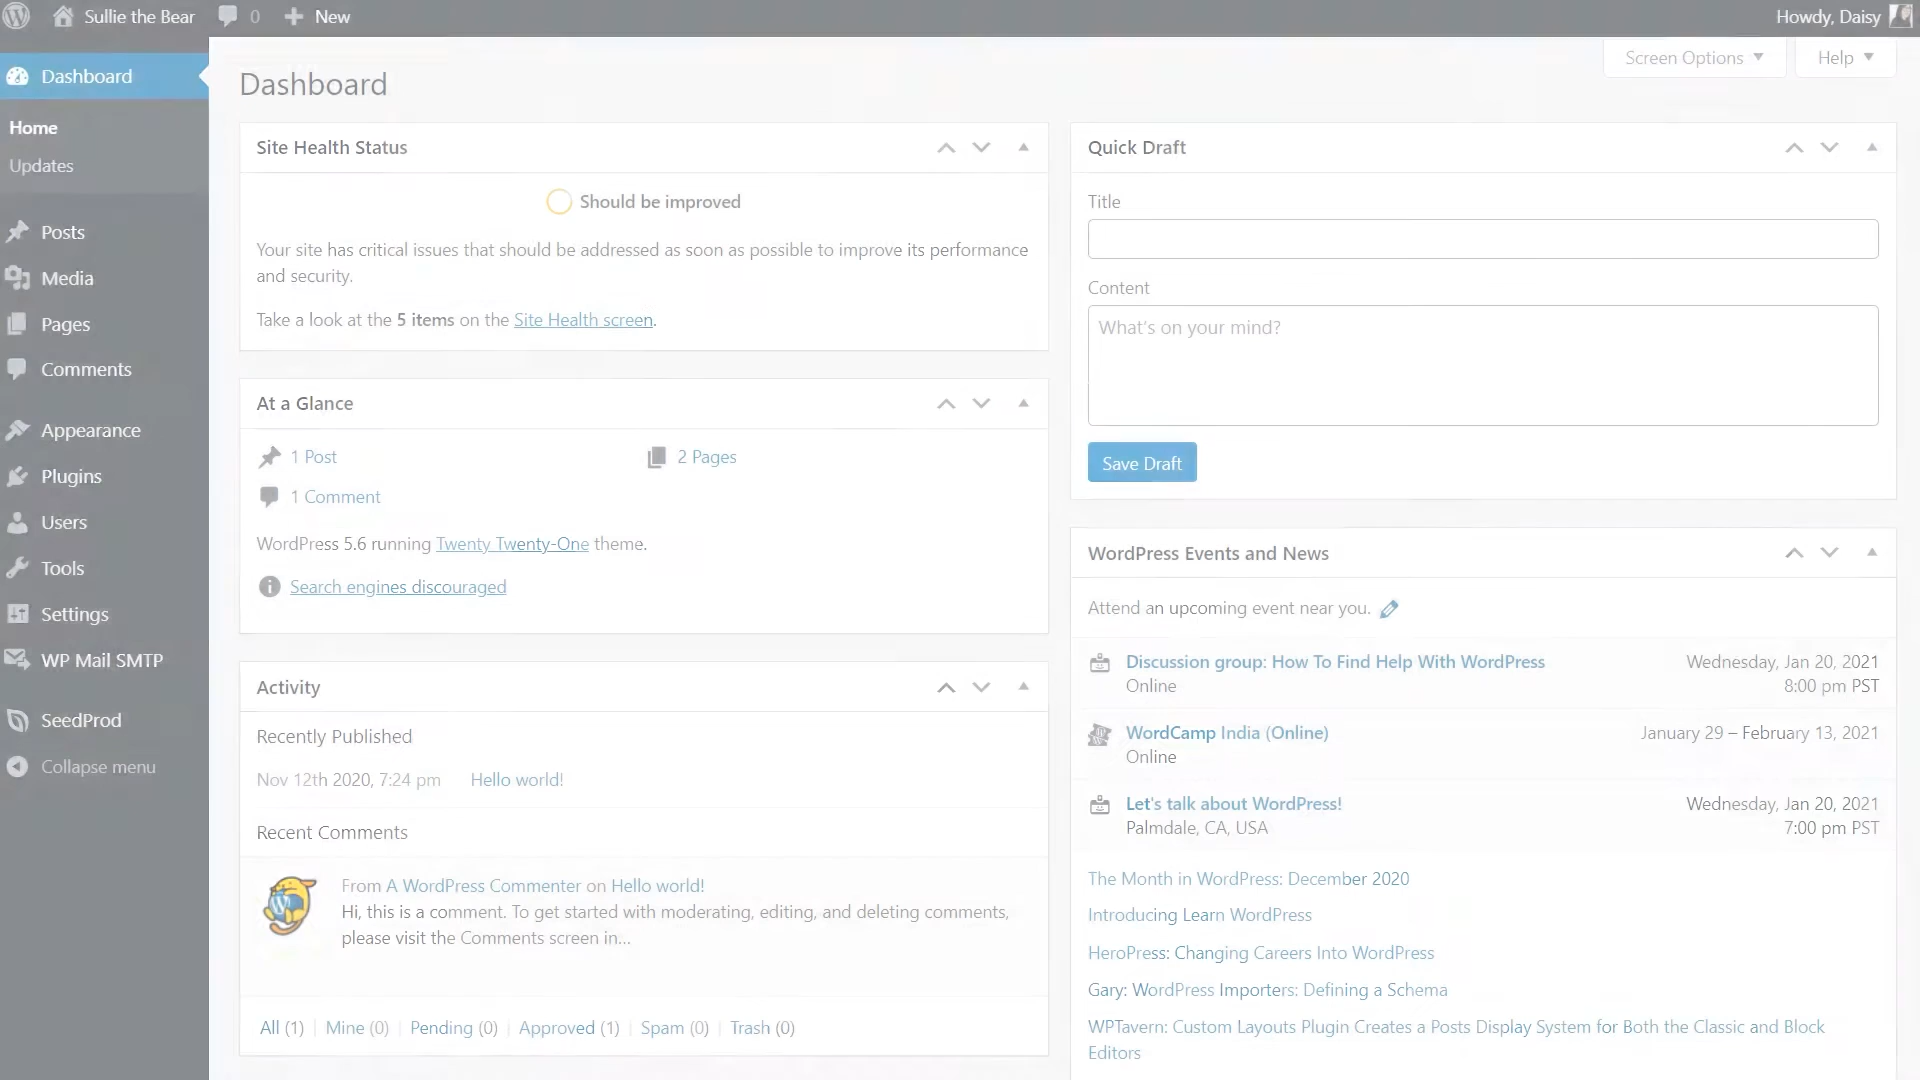 Sullie the Bear
0
New
Howdy, Daisy
Dashboard
Home
Updates
Posts
Media
Pages
Comments
Appearance
Plugins
Users
Tools
Settings
WP Mail SMTP
SeedProd
Collapse menu
Screen Options
Help
Dashboard
Site Health Status
Should be improved
Your site has critical issues that should be addressed as soon as possible to improve its performance
and security.
Take a look at the 5 items on the Site Health screen.
At a Glance
1 Post
2 Pages
1 Comment
WordPress 5.6 running Twenty Twenty-One theme.
Search engines discouraged
Activity
Recently Published
Nov 12th 2020, 7:24 pm Hello world!
Recent Comments
From A WordPress Commenter on Hello world!
Hi, this is a comment. To get started with moderating, editing, and deleting comments,
please visit the Comments screen in…
All (1) | Mine (0) | Pending (0) | Approved (1) | Spam (0) | Trash (0)
Quick Draft
Title
Content
What's on your mind?
Save Draft
WordPress Events and News
Attend an upcoming event near you.
Discussion group: How To Find Help With WordPress
Online
Wednesday, Jan 20, 2021
8:00 pm PST
WordCamp India (Online)
Online
January 29 – February 13, 2021
Let's talk about WordPress!
Palmdale, CA, USA
Wednesday, Jan 20, 2021
7:00 pm PST
The Month in WordPress: December 2020
Introducing Learn WordPress
HeroPress: Changing Careers Into WordPress
Gary: WordPress Importers: Defining a Schema
WPTavern: Custom Layouts Plugin Creates a Posts Display System for Both the Classic and Block
Editors